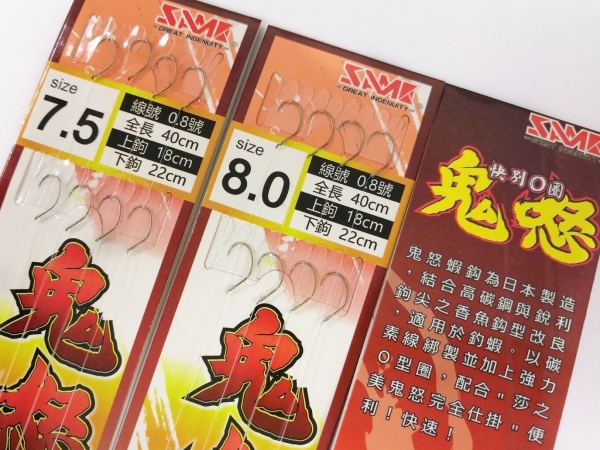 SAMI
GREAT INGENUITY
size
7.5
線號 0.8號
全長 40cm
上鉤 18cm
下鉤 22cm
鬼怒
SAMI
GREAT INGENUITY
size
8.0
線號 0.8號
全長 40cm
上鉤 18cm
下鉤 22cm
鬼怒
快別O圈
鬼怒
鬼怒蝦鉤為日本製造
，結合高碳鋼與銳利
鉤尖之香魚鉤型改良
，適用於釣蝦。以碳
素線綁製並加上強力
O型圈，配合"莎之
美鬼怒完全仕掛"便
利！快速！